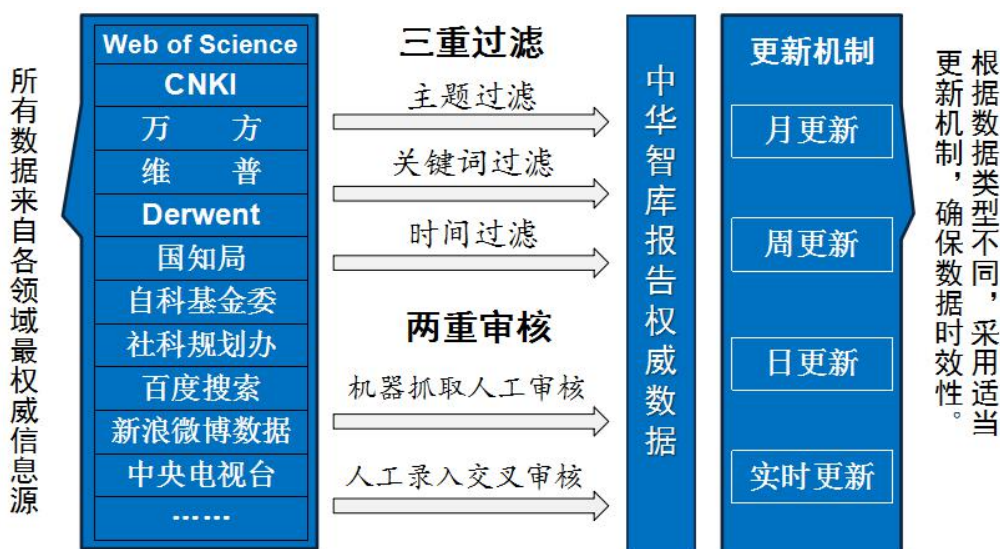 所有数据来自各领域最权威信息源
Web of Science
CNKI
万 方
维 普
Derwent
国知局
自科基金委
社科规划办
百度搜索
新浪微博数据
中央电视台
……
三重过滤
主题过滤
关键词过滤
时间过滤
两重审核
机器抓取人工审核
人工录入交叉审核
中华智库报告权威数据
更新机制
月更新
周更新
日更新
实时更新
根据数据类型不同，采用适当
更新机制，确保数据时效性。